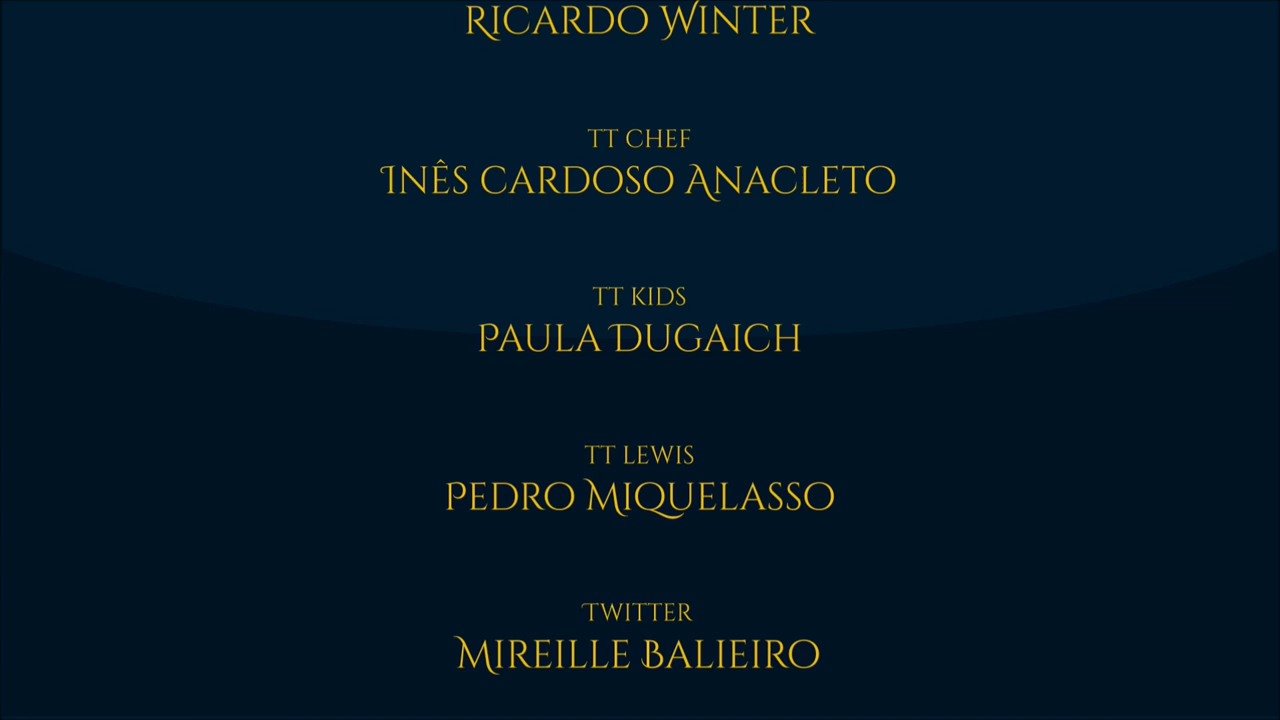 Ricardo Winter
TT Chef
Inês Cardoso Anacleto
TT Kids
Paula Dugaich
TT Lewis
Pedro Miquelasso
Twitter
Mireille Balieiro